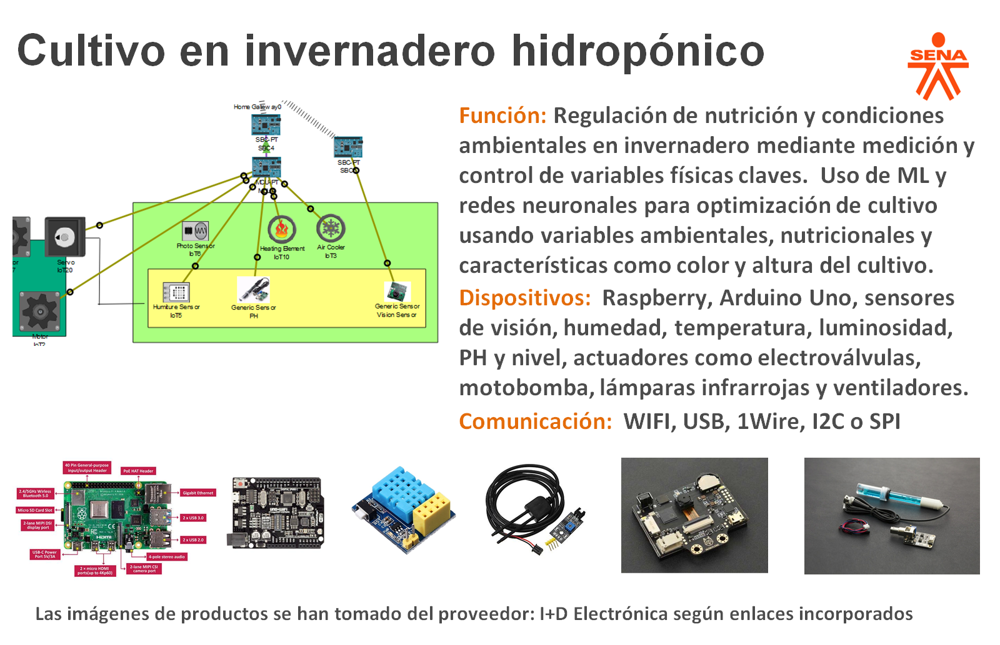 Cultivo en invernadero hidropónico
SENA
Home Gateway0
SBC-PT
SBC4
SBC-PT
MCU-PT
Photo Sensor
IoT6
Heating Element
IoT10
Air Cooler
IoT3
Servo
IoT20
Humiture Sensor
IoT5
Generic Sensor
PH
Generic Sensor
Vision Sensor
Motor
IoT2
Función: Regulación de nutrición y condiciones
ambientales en invernadero mediante medición y
control de variables físicas claves. Uso de ML y
redes neuronales para optimización de cultivo
usando variables ambientales, nutricionales y
características como color y altura del cultivo.
Dispositivos: Raspberry, Arduino Uno, sensores
de visión, humedad, temperatura, luminosidad,
PH y nivel, actuadores como electroválvulas,
motobomba, lámparas infrarrojas y ventiladores.
Comunicación: WIFI, USB, 1Wire, I2C o SPI
40 Pin General-purpose
input/output Header
PoE HAT Header
2.4/5GHz Wireless
Bluetooth 5.0
Gigabit Ethernet
Micro SD Card Slot
2-lane MIPI DSI
display port
2 x USB 3.0
2 x USB 2.0
USB-C Power
Port 5V/3A
4-pole stereo audio
2 × micro HDMI
ports(up to 4Kp60)
2-lane MIPI CSI
camera port
HDMI
UNO+WiFi
Las imágenes de productos se han tomado del proveedor: I+D Electrónica según enlaces incorporados